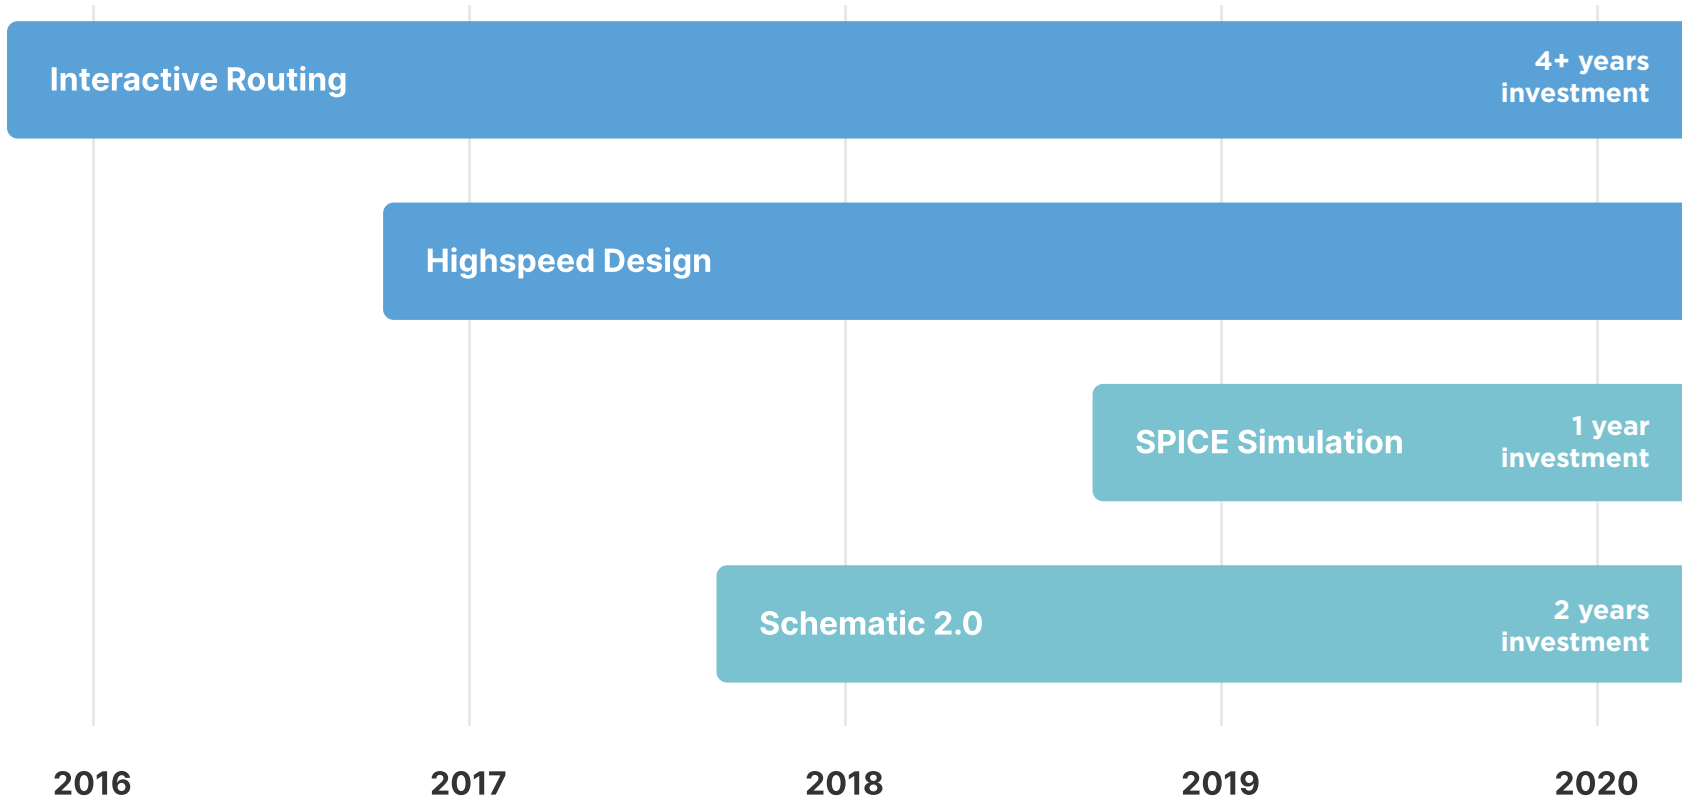 Interactive Routing
4+ years
investment
Highspeed Design
SPICE Simulation
1 year
investment
Schematic 2.0
2 years
investment
2016 2017 2018 2019 2020